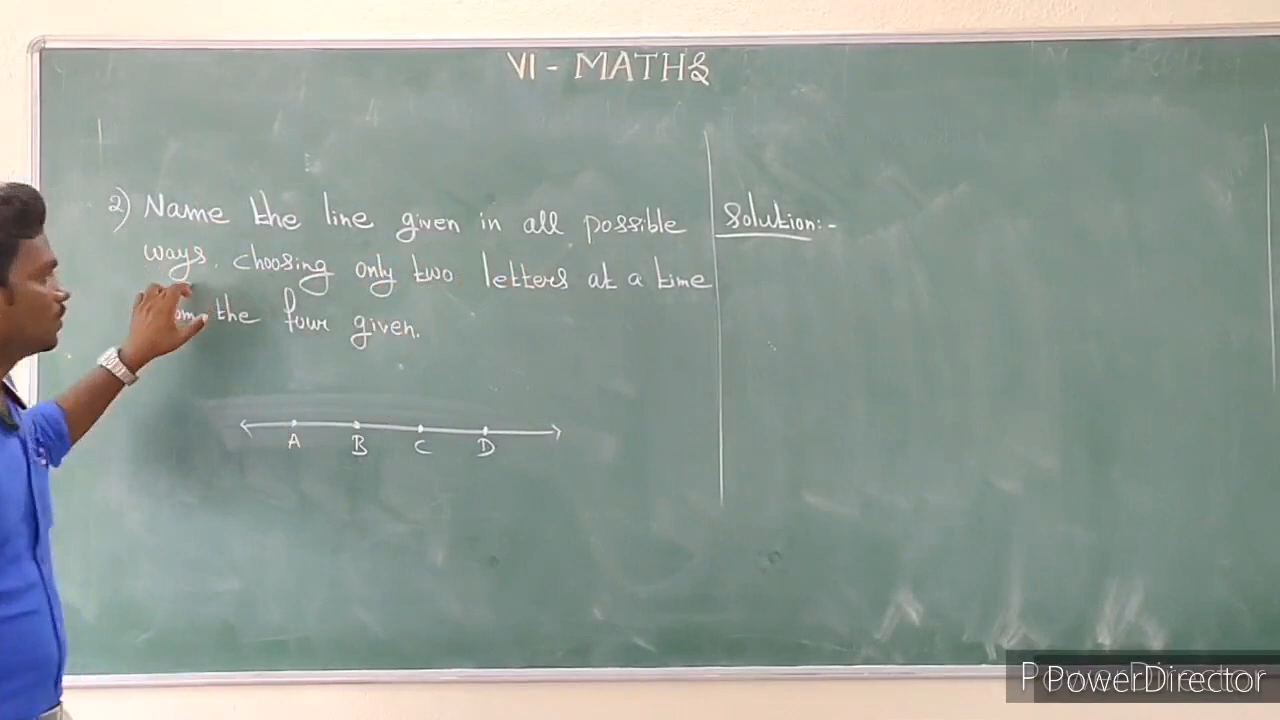 VI - MATHS
2) Name the line given in all possible
ways, choosing only two letters at a time
the four given.
A B C D
Solution:-
PowerDirector